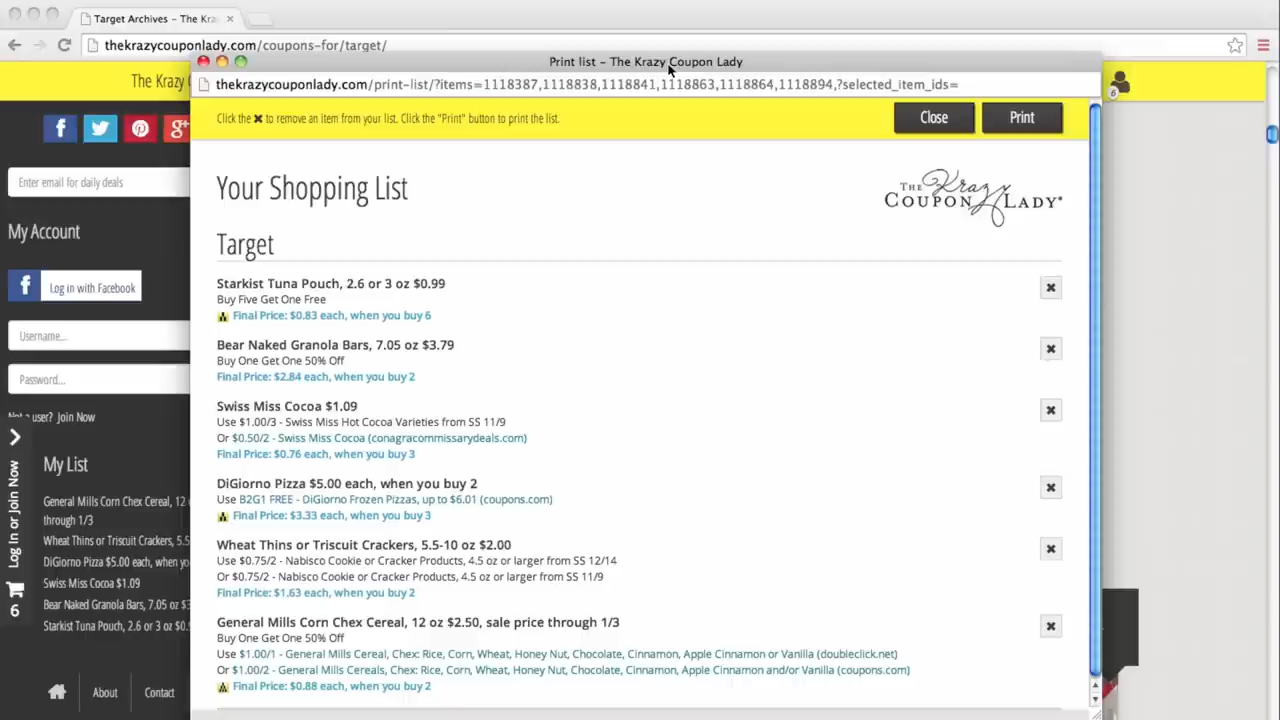 Target Archives – The Kra
thekrazycouponlady.com/coupons-for/target/
Print list – The Krazy Coupon Lady
thekrazycouponlady.com/print-list/?items=1118387,1118838,1118841,1118863,1118864,1118894,?selected_item_ids=
The Krazy
6
Click the ✖ to remove an item from your list. Click the "Print" button to print the list.
Close
Print
Enter email for daily deals
My Account
Log in with Facebook
Username...
Password...
Not a user? Join Now
Log In or Join Now
6
My List
General Mills Corn Chex Cereal, 12
through 1/3
Wheat Thins or Triscuit Crackers, 5.5
DiGiorno Pizza $5.00 each, when you
Swiss Miss Cocoa $1.09
Bear Naked Granola Bars, 7.05 oz $3
Starkist Tuna Pouch, 2.6 or 3 oz $0.
About
Contact
Your Shopping List
THE Krazy
COUPON LADY®
Target
Starkist Tuna Pouch, 2.6 or 3 oz $0.99
Buy Five Get One Free
Final Price: $0.83 each, when you buy 6
Bear Naked Granola Bars, 7.05 oz $3.79
Buy One Get One 50% Off
Final Price: $2.84 each, when you buy 2
Swiss Miss Cocoa $1.09
Use $1.00/3 - Swiss Miss Hot Cocoa Varieties from SS 11/9
Or $0.50/2 - Swiss Miss Cocoa (conagracommissarydeals.com)
Final Price: $0.76 each, when you buy 3
DiGiorno Pizza $5.00 each, when you buy 2
Use B2G1 FREE - DiGiorno Frozen Pizzas, up to $6.01 (coupons.com)
Final Price: $3.33 each, when you buy 3
Wheat Thins or Triscuit Crackers, 5.5-10 oz $2.00
Use $0.75/2 - Nabisco Cookie or Cracker Products, 4.5 oz or larger from SS 12/14
Or $0.75/2 - Nabisco Cookie or Cracker Products, 4.5 oz or larger from SS 11/9
Final Price: $1.63 each, when you buy 2
General Mills Corn Chex Cereal, 12 oz $2.50, sale price through 1/3
Buy One Get One 50% Off
Use $1.00/1 - General Mills Cereal, Chex: Rice, Corn, Wheat, Honey Nut, Chocolate, Cinnamon, Apple Cinnamon or Vanilla (doubleclick.net)
Or $1.00/2 - General Mills Cereals, Chex: Rice, Corn, Wheat, Honey Nut, Chocolate, Cinnamon, Apple Cinnamon and/or Vanilla (coupons.com)
Final Price: $0.88 each, when you buy 2